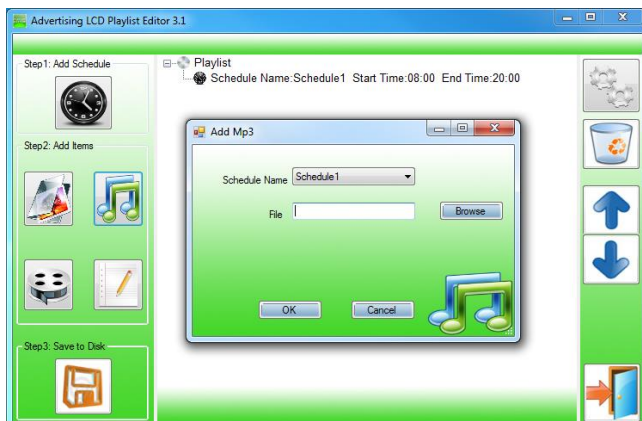 Advertising LCD Playlist Editor 3.1
Step1: Add Schedule
Playlist
Schedule Name:Schedule1 Start Time:08:00 End Time:20:00
Step2: Add Items
Add Mp3
Schedule Name Schedule1
File Browse
OK Cancel
Step3: Save to Disk